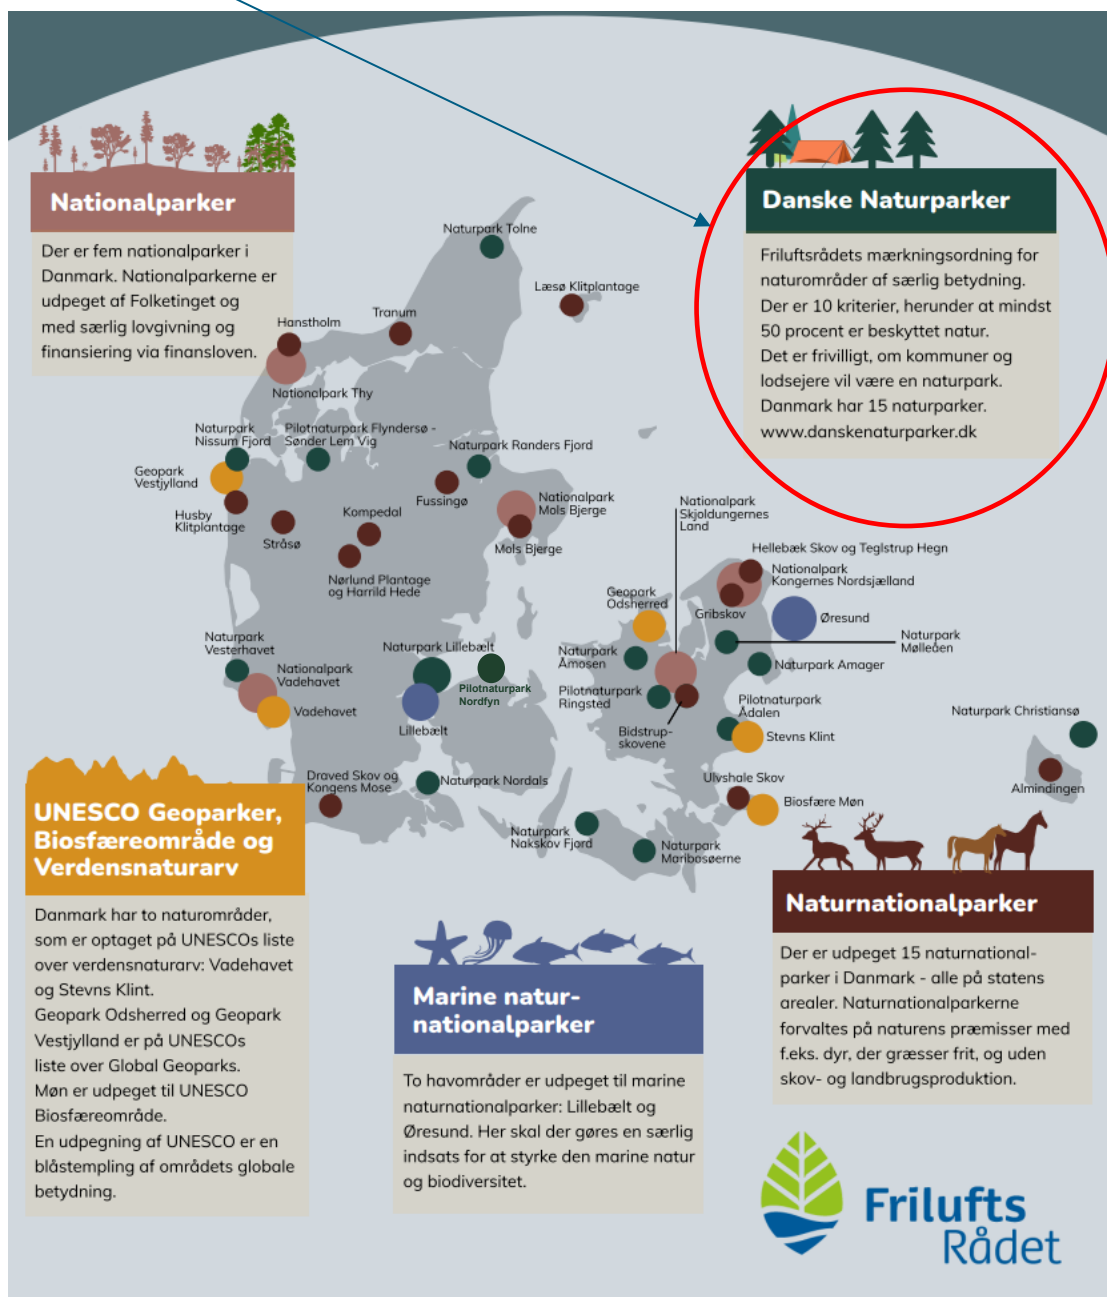 Nationalparker
Der er fem nationalparker i
Danmark. Nationalparkerne er
udpeget af Folketinget og
med særlig lovgivning og
finansiering via finansloven.
Danske Naturparker
Friluftsrådets mærkningsordning for
naturområder af særlig betydning.
Der er 10 kriterier, herunder at mindst
50 procent er beskyttet natur.
Det er frivilligt, om kommuner og
lodsejere vil være en naturpark.
Danmark har 15 naturparker.
www.danskenaturparker.dk
Naturpark Tolne
Læsø Klitplantage
Tranum
Hanstholm
Nationalpark Thy
Naturpark
Nissum Fjord
Pilotnaturpark Flyndersø -
Sønder Lem Vig
Naturpark Randers Fjord
Geopark
Vestjylland
Fussingø
Nationalpark
Mols Bjerge
Mols Bjerge
Husby
Klitplantage
Stråsø
Kompedal
Nørlund Plantage
og Harrild Hede
Nationalpark
Skjoldungernes
Land
Hellebæk Skov og Teglstrup Hegn
Nationalpark
Kongernes Nordsjælland
Gribskov
Geopark
Odsherred
Øresund
Naturpark
Mølleåen
Naturpark
Vesterhavet
Nationalpark
Vadehavet
Vadehavet
Naturpark Lillebælt
Pilotnaturpark
Nordfyn
Lillebælt
Naturpark
Åmosen
Naturpark Amager
Pilotnaturpark
Ringsted
Bidstrup-
skovene
Pilotnaturpark
Ådalen
Stevns Klint
Naturpark Christiansø
Almindingen
Draved Skov og
Kongens Mose
Naturpark Nordals
Ulvshale Skov
Biosfære Møn
Naturpark
Nakskov Fjord
Naturpark
Maribosøerne
UNESCO Geoparker,
Biosfæreområde og
Verdensnaturarv
Danmark har to naturområder,
som er optaget på UNESCOs liste
over verdensnaturarv: Vadehavet
og Stevns Klint.
Geopark Odsherred og Geopark
Vestjylland er på UNESCOs
liste over Global Geoparks.
Møn er udpeget til UNESCO
Biosfæreområde.
En udpegning af UNESCO er en
blåstempling af områdets globale
betydning.
Marine natur-
nationalparker
To havområder er udpeget til marine
naturnationalparker: Lillebælt og
Øresund. Her skal der gøres en særlig
indsats for at styrke den marine natur
og biodiversitet.
Naturnationalparker
Der er udpeget 15 naturnational-
parker i Danmark - alle på statens
arealer. Naturnationalparkerne
forvaltes på naturens præmisser med
f.eks. dyr, der græsser frit, og uden
skov- og landbrugsproduktion.
Frilufts
Rådet